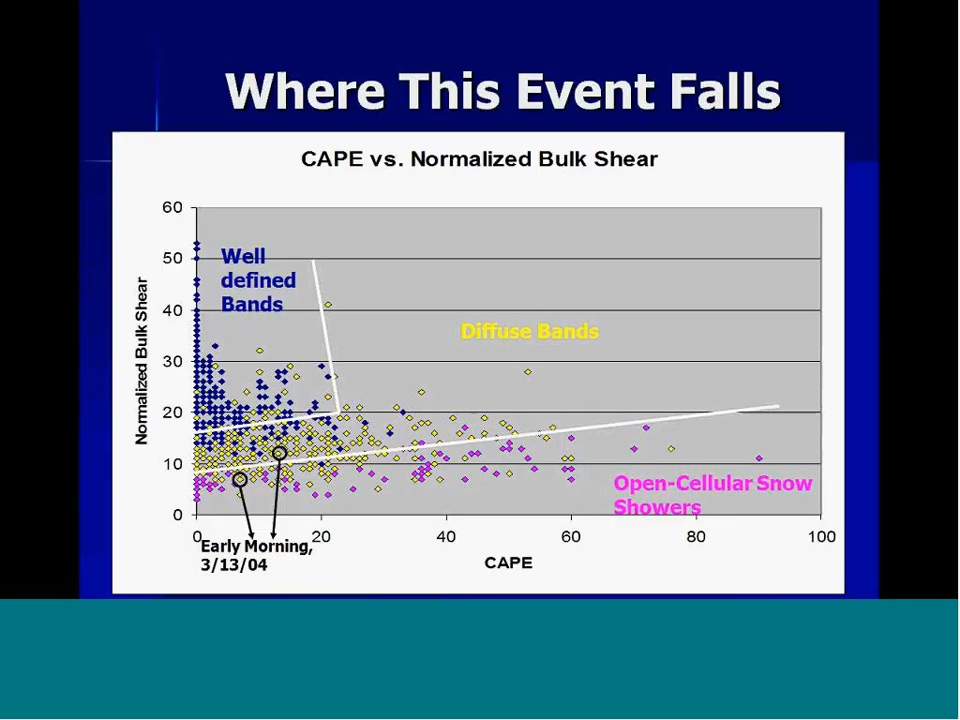 Where This Event Falls
CAPE vs. Normalized Bulk Shear
60
50
40
30
20
10
0
Normalized Bulk Shear
Well
defined
Bands
Diffuse Bands
Open-Cellular Snow
Showers
0
20
40
60
80
100
Early Morning,
3/13/04
CAPE